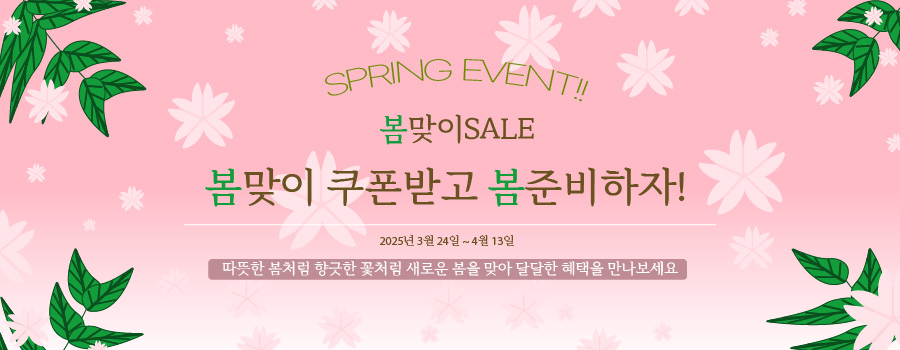 SPRING EVENT!!
봄맞이SALE
봄맞이 쿠폰받고 봄준비하자!
2025년 3월 24일 ~ 4월 13일
따뜻한 봄처럼 향긋한 꽃처럼 새로운 봄을 맞아 달달한 혜택을 만나보세요